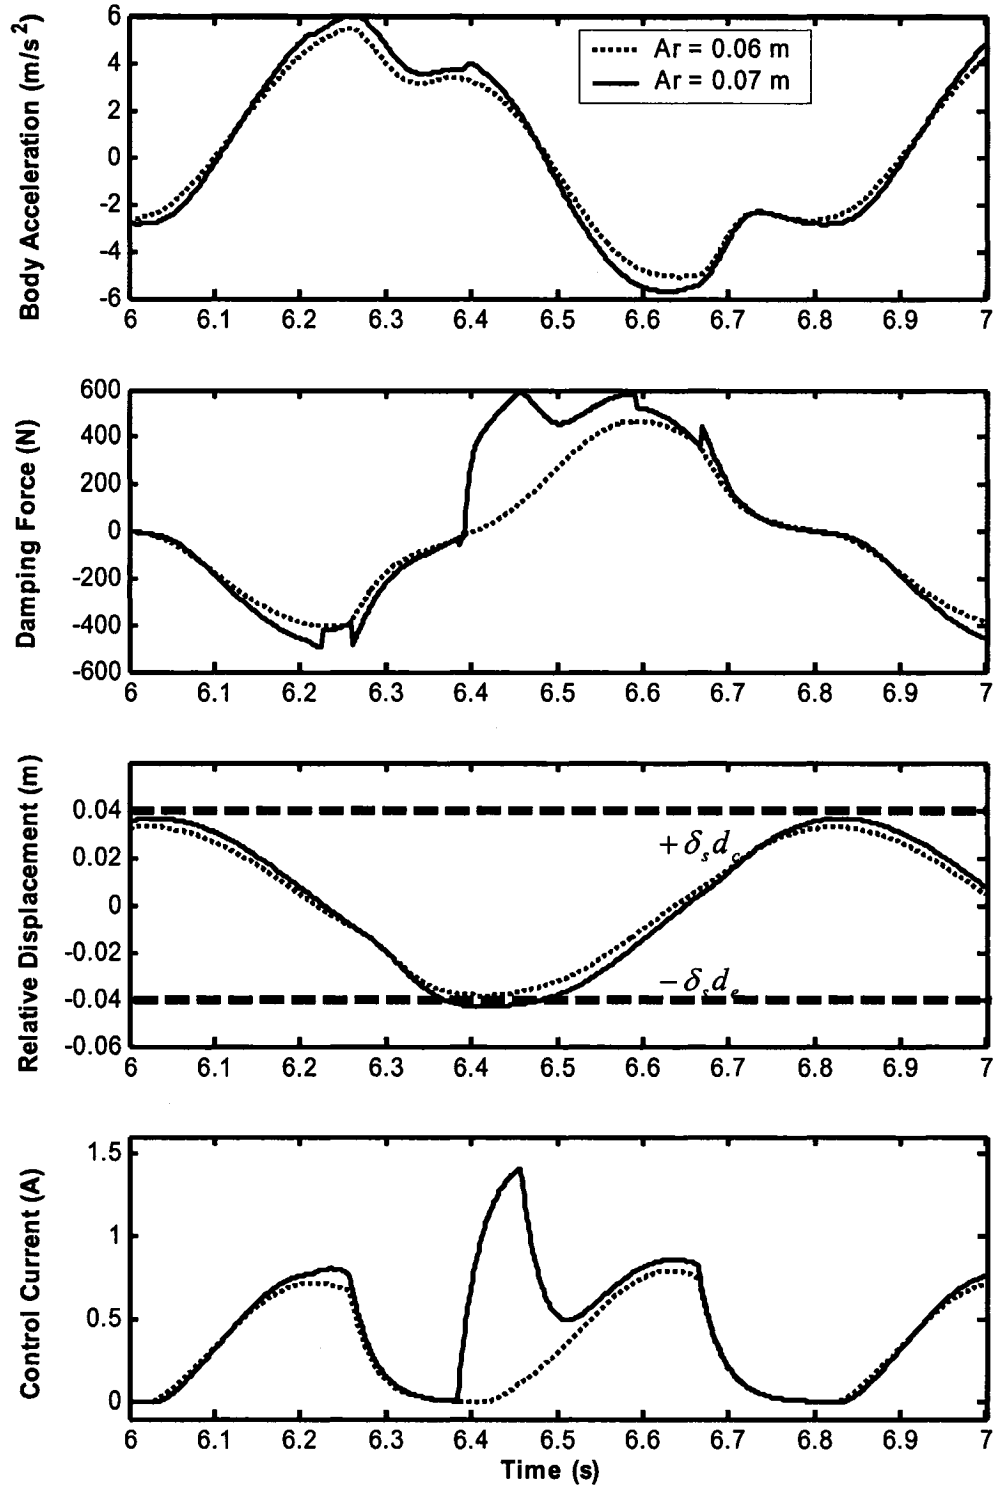 Body Acceleration (m/s²)
6
4
2
0
-2
-4
-6
Ar = 0.06 m
Ar = 0.07 m
6 6.1 6.2 6.3 6.4 6.5 6.6 6.7 6.8 6.9 7
Damping Force (N)
600
400
200
0
-200
-400
-600
6 6.1 6.2 6.3 6.4 6.5 6.6 6.7 6.8 6.9 7
Relative Displacement (m)
0.04
0.02
0
-0.02
-0.04
-0.06
+δ_s d_c
-δ_s d_e
6 6.1 6.2 6.3 6.4 6.5 6.6 6.7 6.8 6.9 7
Control Current (A)
1.5
1
0.5
0
6 6.1 6.2 6.3 6.4 6.5 6.6 6.7 6.8 6.9 7
Time (s)